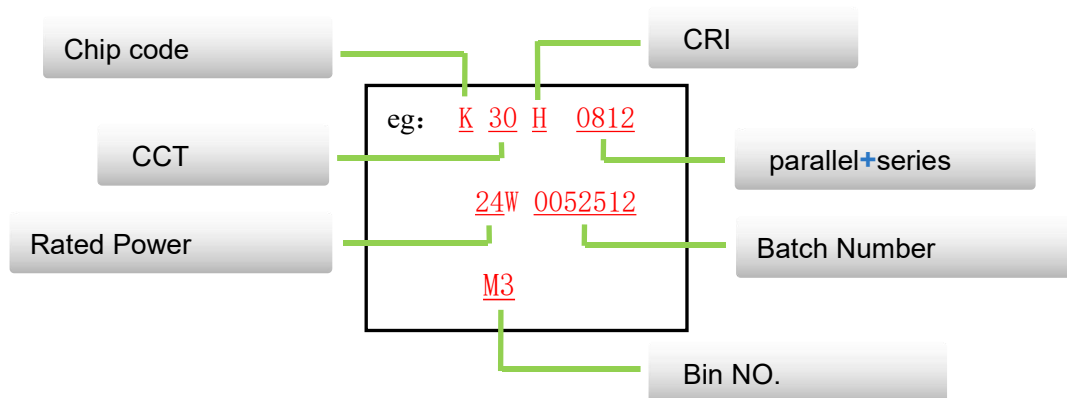 Chip code
CRI
eg： K 30 H 0812
CCT
parallel+series
24W 0052512
Rated Power
Batch Number
M3
Bin NO.